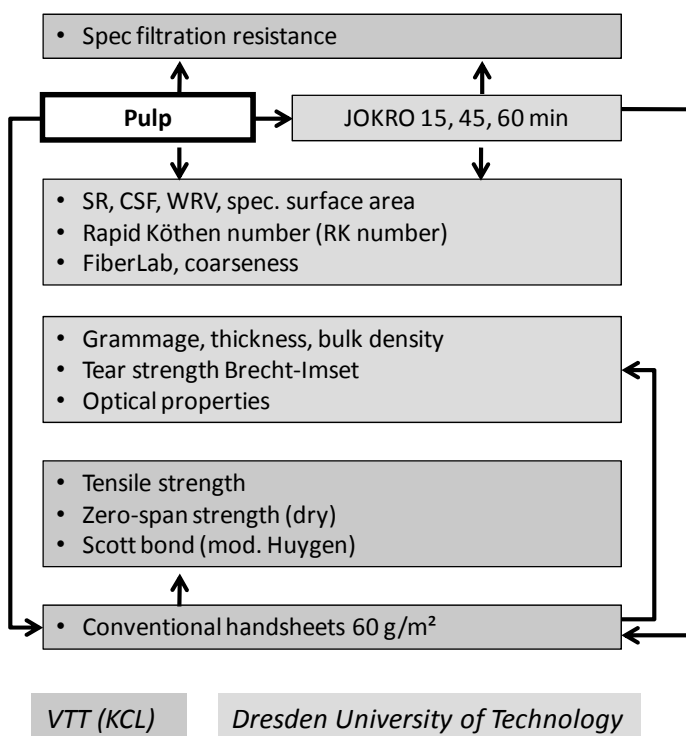 • Spec filtration resistance
Pulp
JOKRO 15, 45, 60 min
• SR, CSF, WRV, spec. surface area
• Rapid Köthen number (RK number)
• FiberLab, coarseness
• Grammage, thickness, bulk density
• Tear strength Brecht-Imset
• Optical properties
• Tensile strength
• Zero-span strength (dry)
• Scott bond (mod. Huygen)
• Conventional handsheets 60 g/m²
VTT (KCL)
Dresden University of Technology